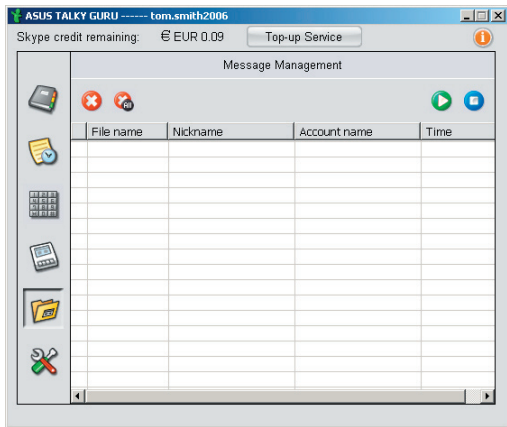 ASUS TALKY GURU ------ tom.smith2006
Skype credit remaining: € EUR 0.09 Top-up Service
Message Management
All
File name Nickname Account name Time